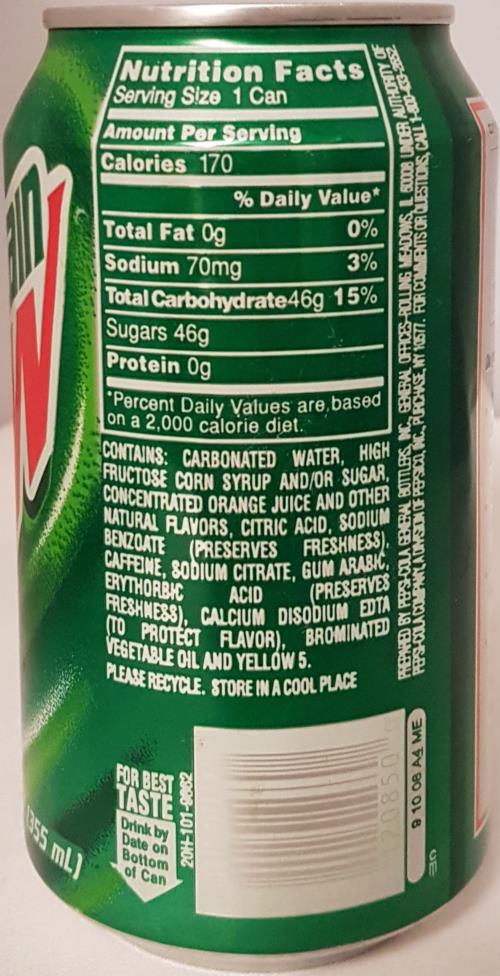 Nutrition Facts
Serving Size 1 Can
Amount Per Serving
Calories 170
% Daily Value*
Total Fat 0g 0%
Sodium 70mg 3%
Total Carbohydrate 46g 15%
Sugars 46g
Protein 0g
*Percent Daily Values are based
on a 2,000 calorie diet.
CONTAINS: CARBONATED WATER, HIGH
FRUCTOSE CORN SYRUP AND/OR SUGAR,
CONCENTRATED ORANGE JUICE AND OTHER
NATURAL FLAVORS, CITRIC ACID, SODIUM
BENZOATE (PRESERVES FRESHNESS),
CAFFEINE, SODIUM CITRATE, GUM ARABIC,
ERYTHORBIC ACID (PRESERVES
FRESHNESS), CALCIUM DISODIUM EDTA
(TO PROTECT FLAVOR), BROMINATED
VEGETABLE OIL AND YELLOW 5.
PLEASE RECYCLE. STORE IN A COOL PLACE
PREPARED BY PEPSI-COLA GENERAL BOTTLERS, INC., GENERAL OFFICES-ROLLING MEADOWS, IL 60008 UNDER AUTHORITY OF
PEPSI-COLA COMPANY, A DIVISION OF PEPSICO, INC., PURCHASE, NY 10577. FOR COMMENTS OR QUESTIONS, CALL 1-800-433-2652
FOR BEST
TASTE
Drink by
Date on
Bottom
of Can
20H-101-9862
9 10 08 A4 ME
(355 mL)